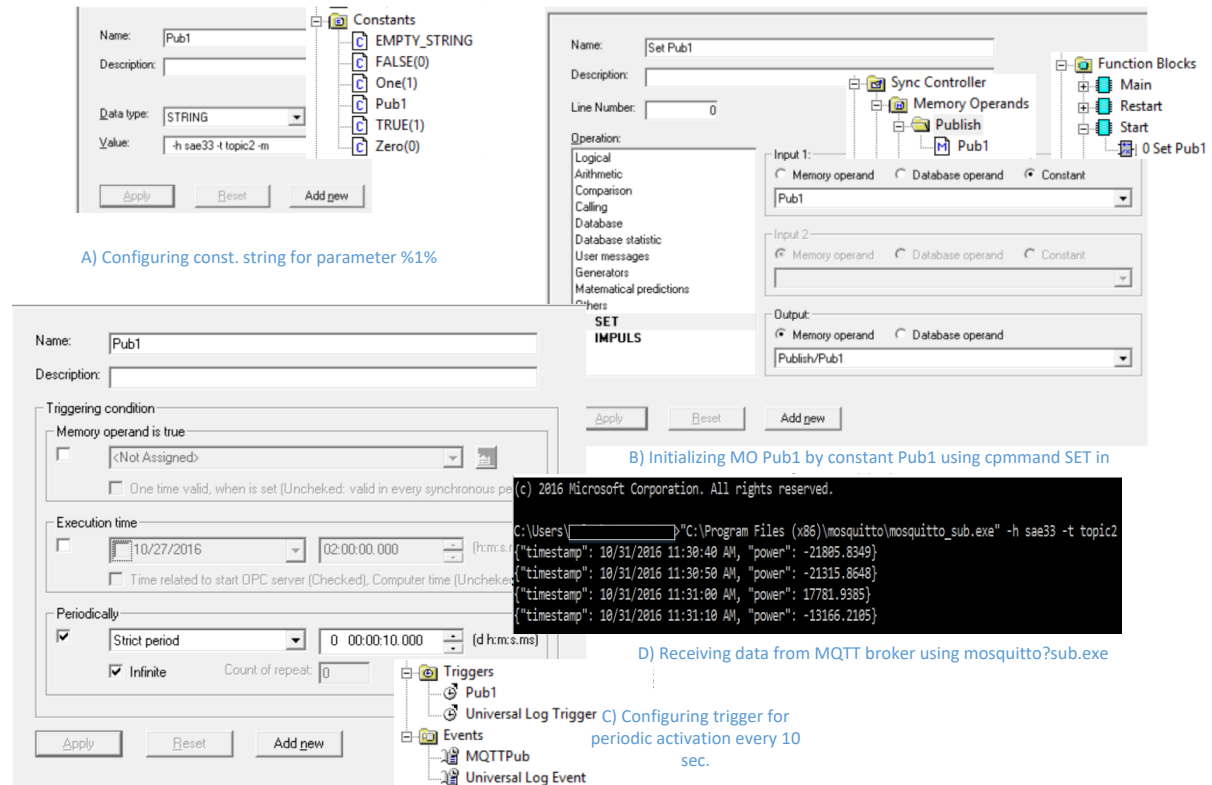 Name: Pub1
Description:
Data type: STRING
Value: -h sae33 -t topic2 -m
Apply Reset Add new
Constants
EMPTY_STRING
FALSE(0)
One(1)
Pub1
TRUE(1)
Zero(0)
A) Configuring const. string for parameter %1%
Name: Set Pub1
Description:
Line Number: 0
Operation:
Logical
Arithmetic
Comparison
Calling
Database
Database statistic
User messages
Generators
Matematical predictions
Others
SET
IMPULS
Sync Controller
Memory Operands
Publish
Pub1
Function Blocks
Main
Restart
Start
0 Set Pub1
Input 1:
Memory operand Database operand Constant
Pub1
Input 2
Memory operand Database operand Constant
Output:
Memory operand Database operand
Publish/Pub1
Apply Reset Add new
B) Initializing MO Pub1 by constant Pub1 using cpmmand SET in
Name: Pub1
Description:
Triggering condition
Memory operand is true
<Not Assigned>
One time valid, when is set (Uncheked: valid in every synchronous pe
Execution time
10/27/2016 02:00:00.000 (h:m:s.
Time related to start OPC server (Checked), Computer time (Uncheke
Periodically
Strict period 0 00:00:10.000 (d h:m:s.ms)
Infinite Count of repeat: 0
Apply Reset Add new
Triggers
Pub1
Universal Log Trigger
Events
MQTTPub
Universal Log Event
C) Configuring trigger for
periodic activation every 10
sec.
(c) 2016 Microsoft Corporation. All rights reserved.
C:\Users\ >"C:\Program Files (x86)\mosquitto\mosquitto_sub.exe" -h sae33 -t topic2
{"timestamp": 10/31/2016 11:30:40 AM, "power": -21805.8349}
{"timestamp": 10/31/2016 11:30:50 AM, "power": -21315.8648}
{"timestamp": 10/31/2016 11:31:00 AM, "power": 17781.9385}
{"timestamp": 10/31/2016 11:31:10 AM, "power": -13166.2105}
D) Receiving data from MQTT broker using mosquitto?sub.exe